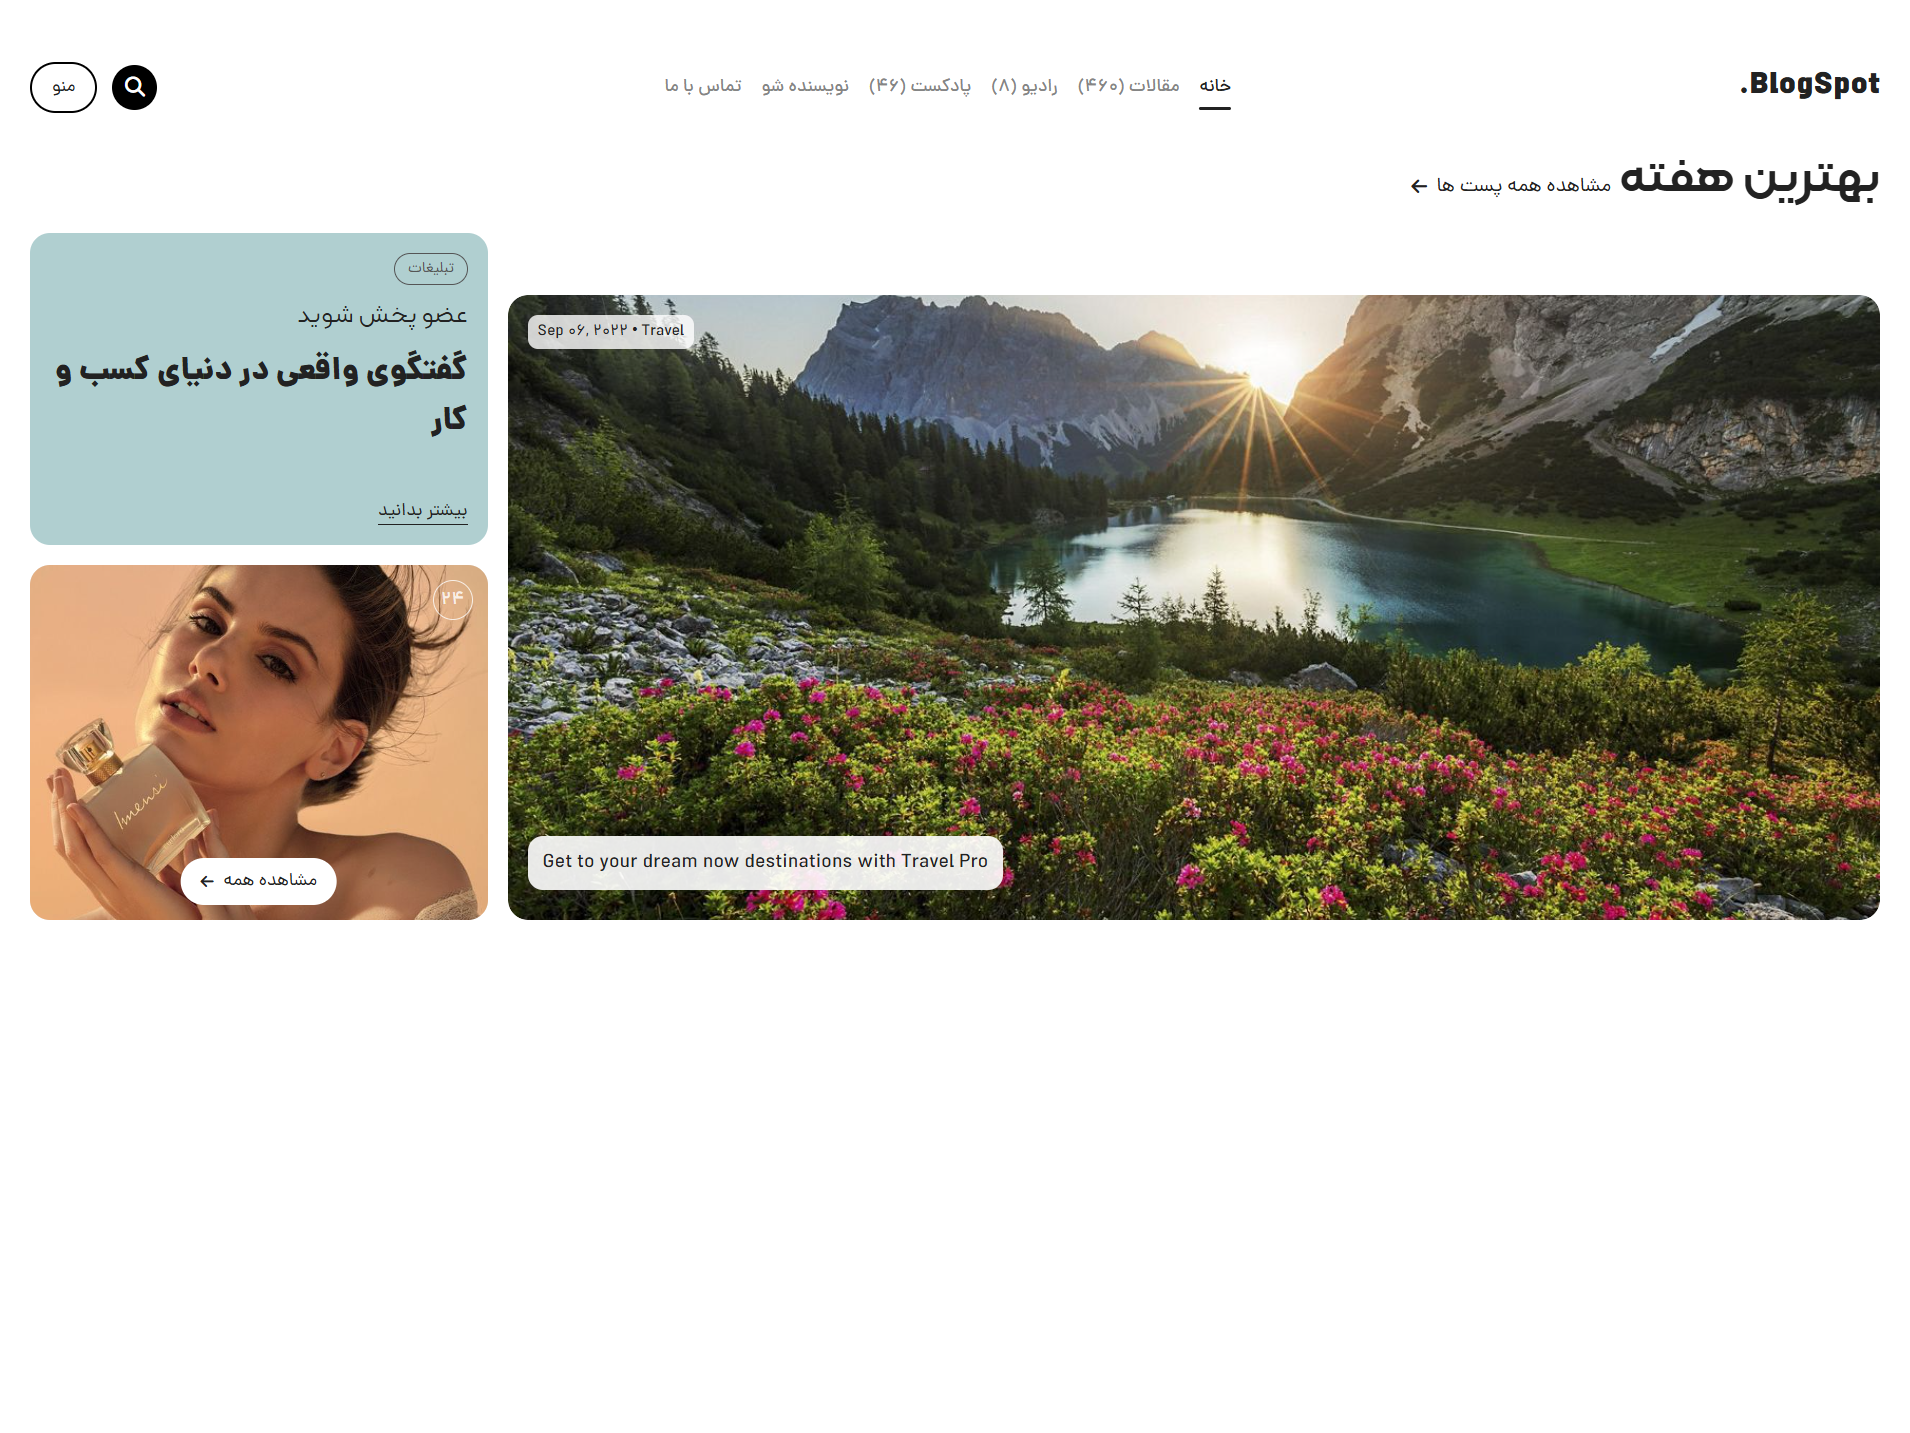 BlogSpot.
خانه
مقالات (۴۶۰)
رادیو (۸)
پادکست (۴۶)
نویسنده شو
تماس با ما
منو
بهترین هفته
مشاهده همه پست ها ←
Sep ۰۶, ۲۰۲۲ • Travel
Get to your dream now destinations with Travel Pro
تبلیغات
عضو پخش شوید
گفتگوی واقعی در دنیای کسب و
کار
بیشتر بدانید
۲۴
Imensi
مشاهده همه ←